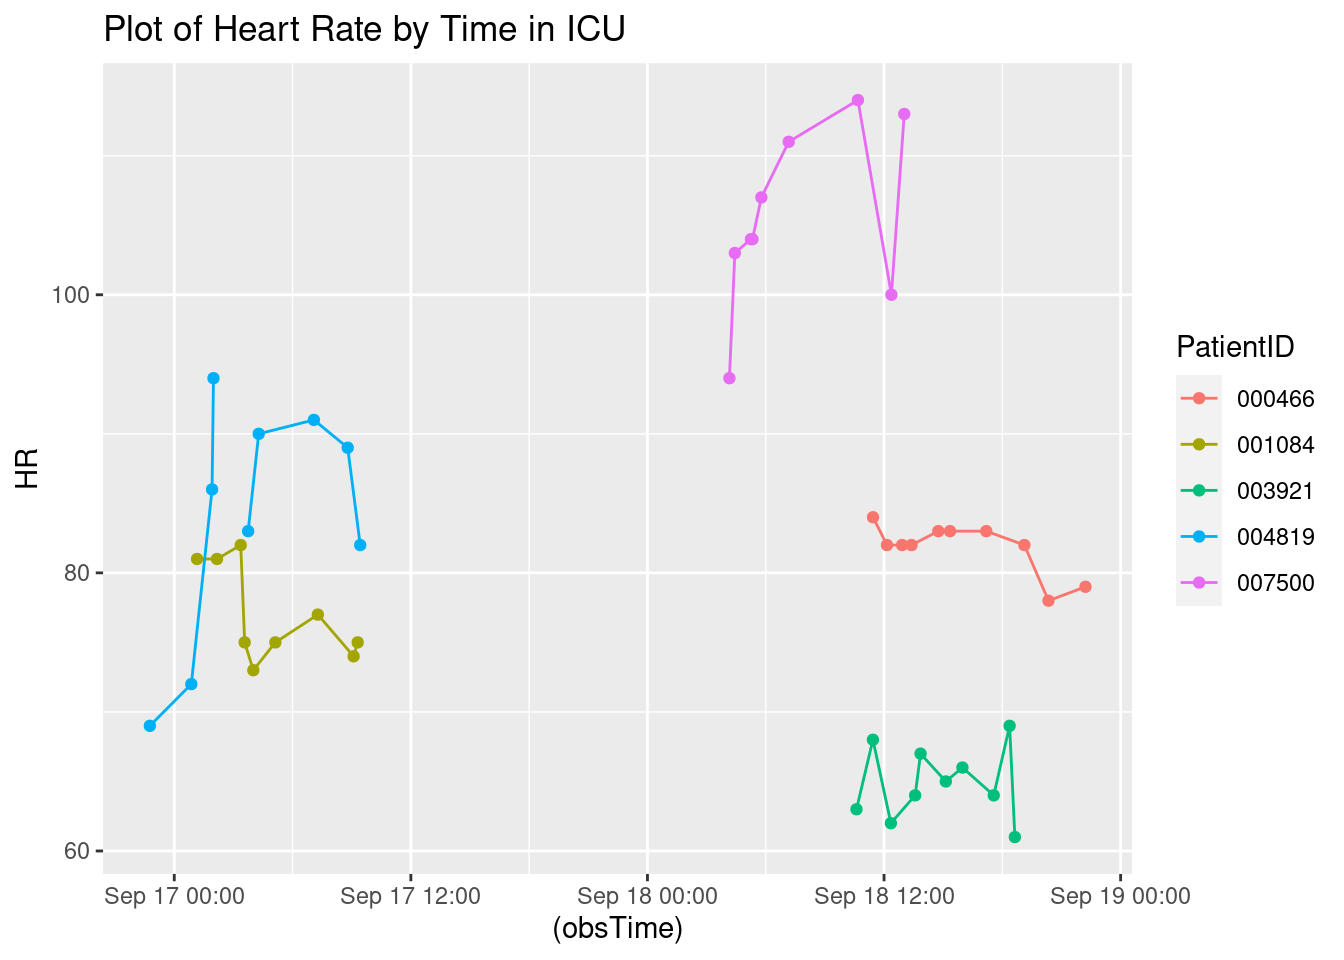 Plot of Heart Rate by Time in ICU
HR
100
80
60
Sep 17 00:00
Sep 17 12:00
Sep 18 00:00
Sep 18 12:00
Sep 19 00:00
(obsTime)
PatientID
000466
001084
003921
004819
007500